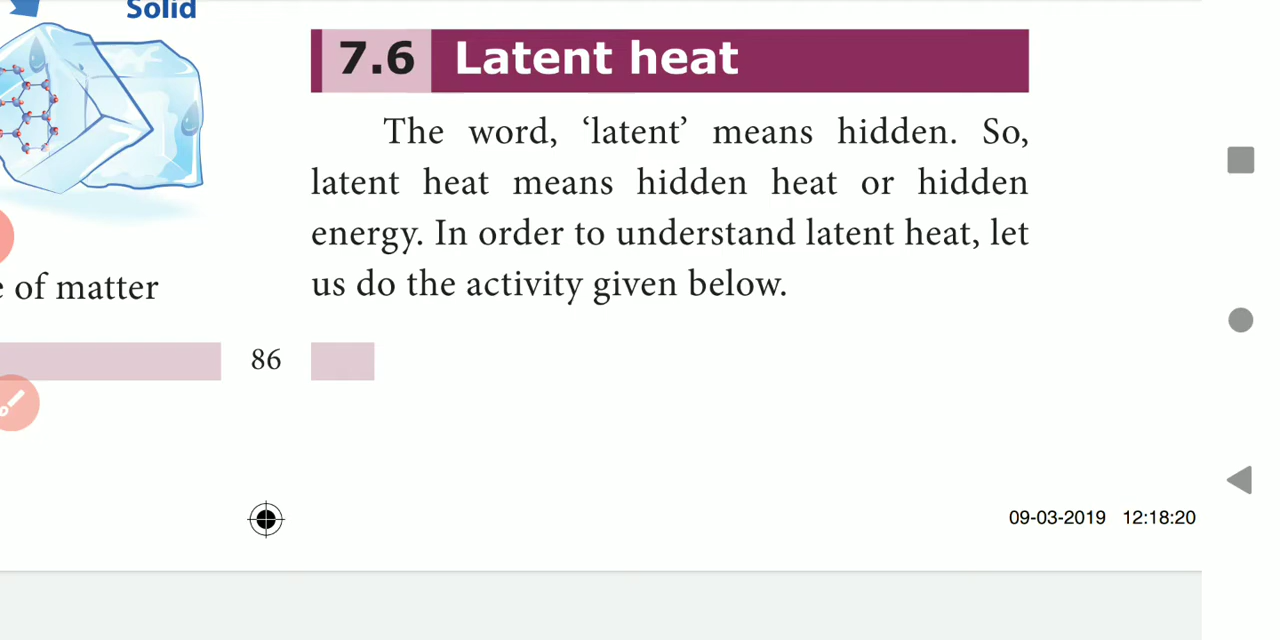 Solid
e of matter
7.6 Latent heat
The word, ‘latent’ means hidden. So,
latent heat means hidden heat or hidden
energy. In order to understand latent heat, let
us do the activity given below.
86
09-03-2019 12:18:20